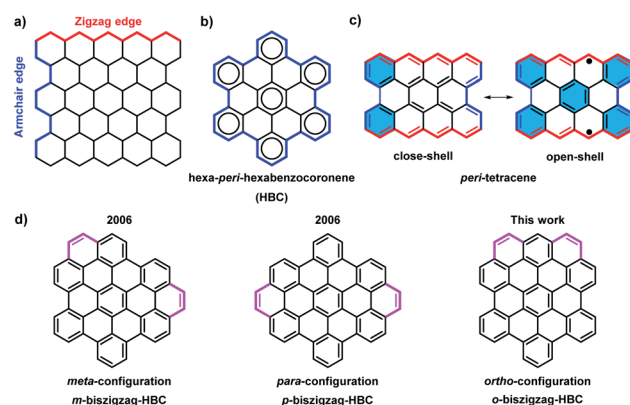 a)
Zigzag edge
Armchair edge
b)
hexa-peri-hexabenzocoronene
(HBC)
c)
close-shell
open-shell
peri-tetracene
d)
2006
meta-configuration
m-biszigzag-HBC
2006
para-configuration
p-biszigzag-HBC
This work
ortho-configuration
o-biszigzag-HBC